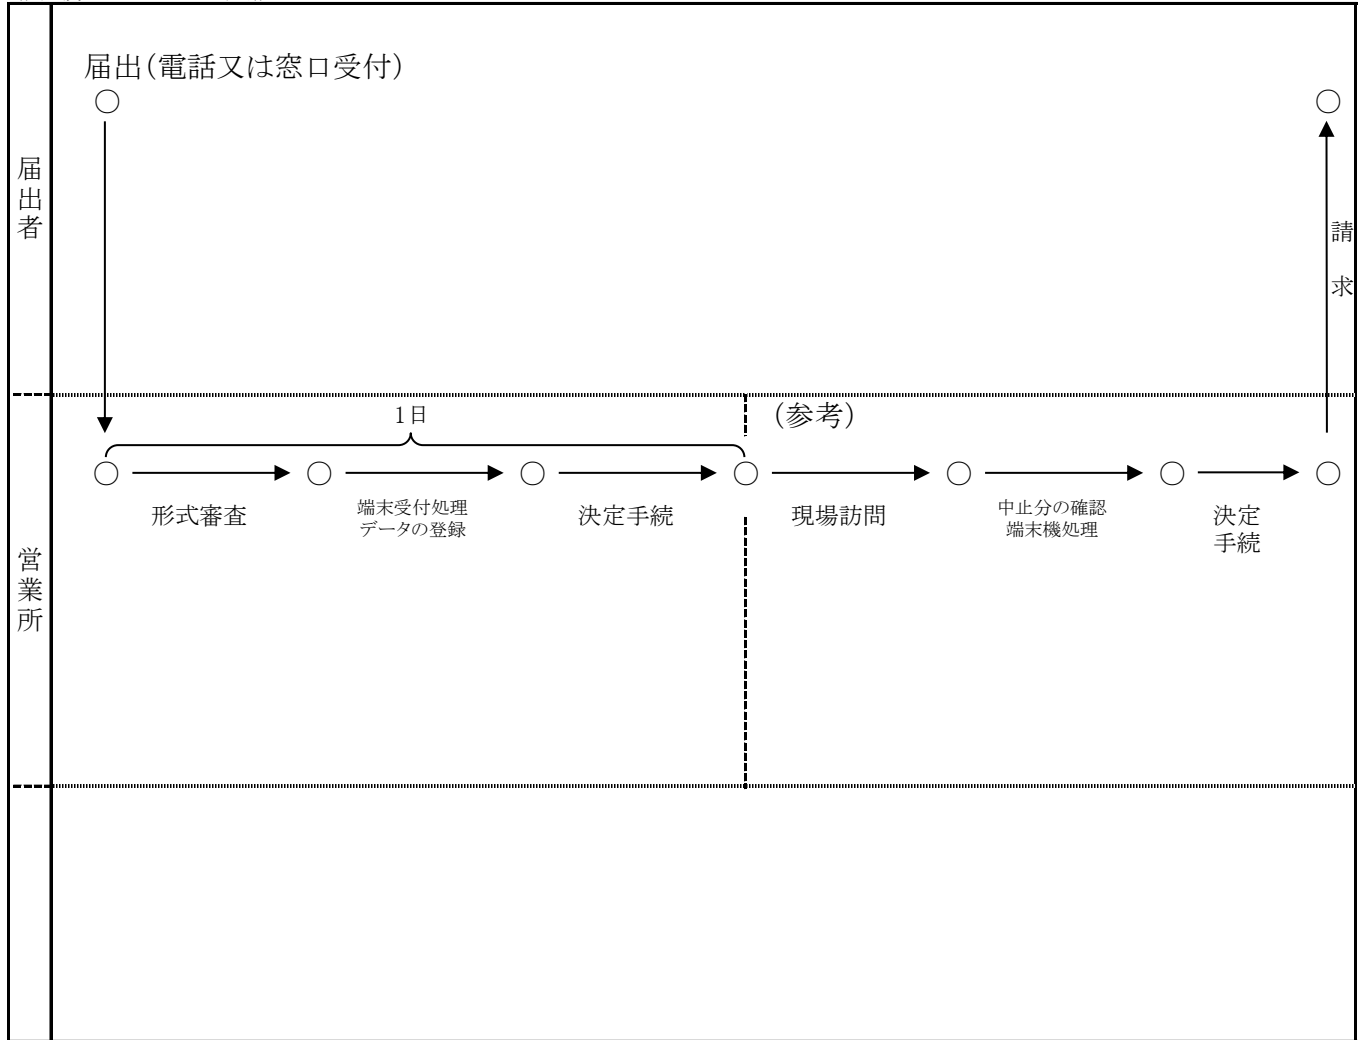 届出(電話又は窓口受付)
届出者
請求
1日
(参考)
形式審査
端末受付処理
データの登録
決定手続
現場訪問
中止分の確認
端末機処理
決定
手続
営業所